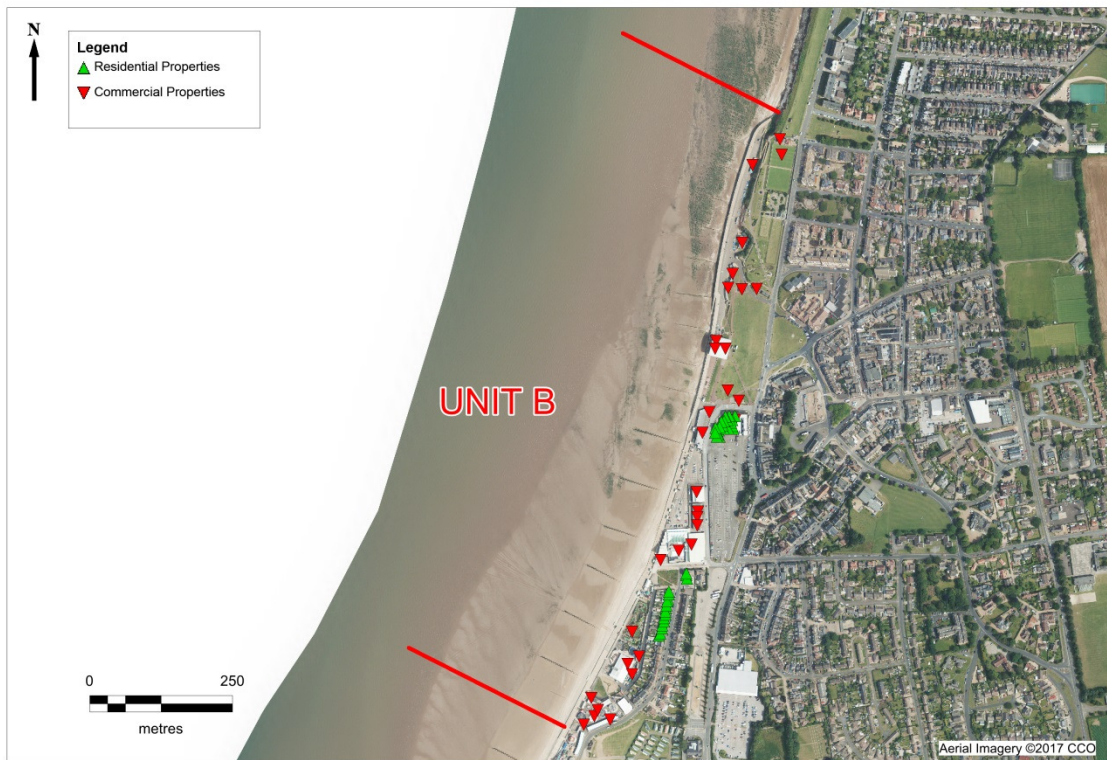 N
Legend
Residential Properties
Commercial Properties
UNIT B
0 250
metres
Aerial Imagery ©2017 CCO